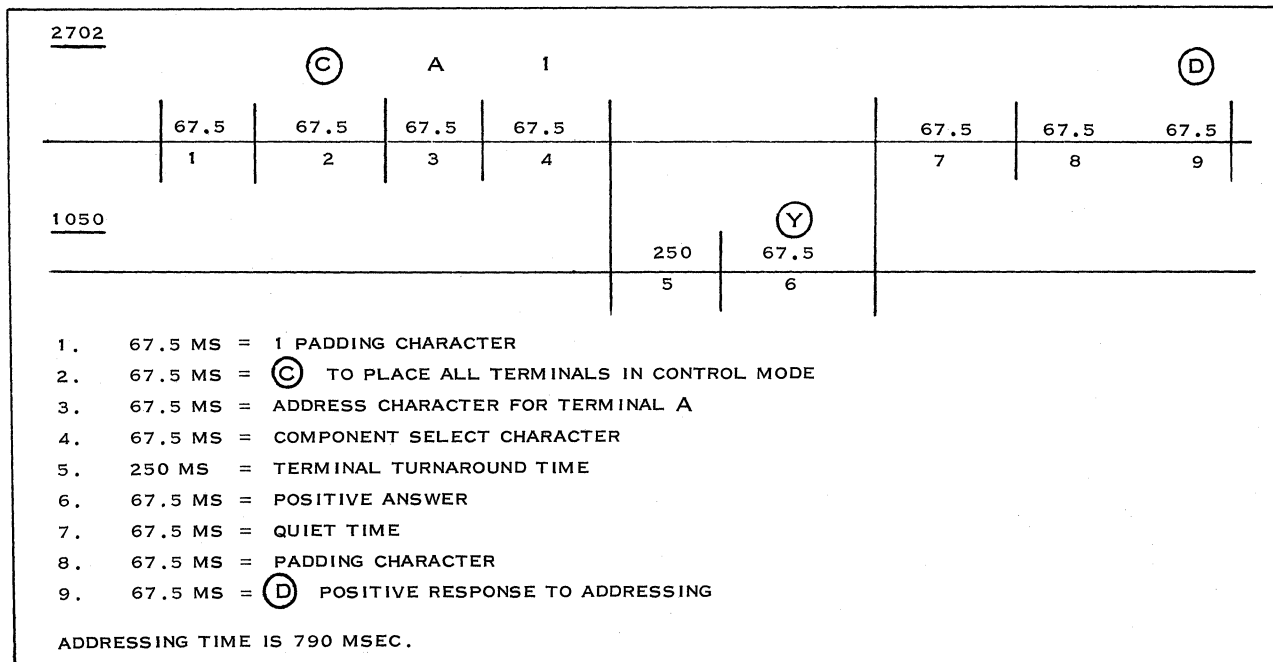 2702
Ⓒ A 1 Ⓓ
67.5 67.5 67.5 67.5 67.5 67.5 67.5
1 2 3 4 7 8 9
1050
Ⓨ
250 67.5
5 6
1. 67.5 MS = 1 PADDING CHARACTER
2. 67.5 MS = Ⓒ TO PLACE ALL TERMINALS IN CONTROL MODE
3. 67.5 MS = ADDRESS CHARACTER FOR TERMINAL A
4. 67.5 MS = COMPONENT SELECT CHARACTER
5. 250 MS = TERMINAL TURNAROUND TIME
6. 67.5 MS = POSITIVE ANSWER
7. 67.5 MS = QUIET TIME
8. 67.5 MS = PADDING CHARACTER
9. 67.5 MS = Ⓓ POSITIVE RESPONSE TO ADDRESSING
ADDRESSING TIME IS 790 MSEC.